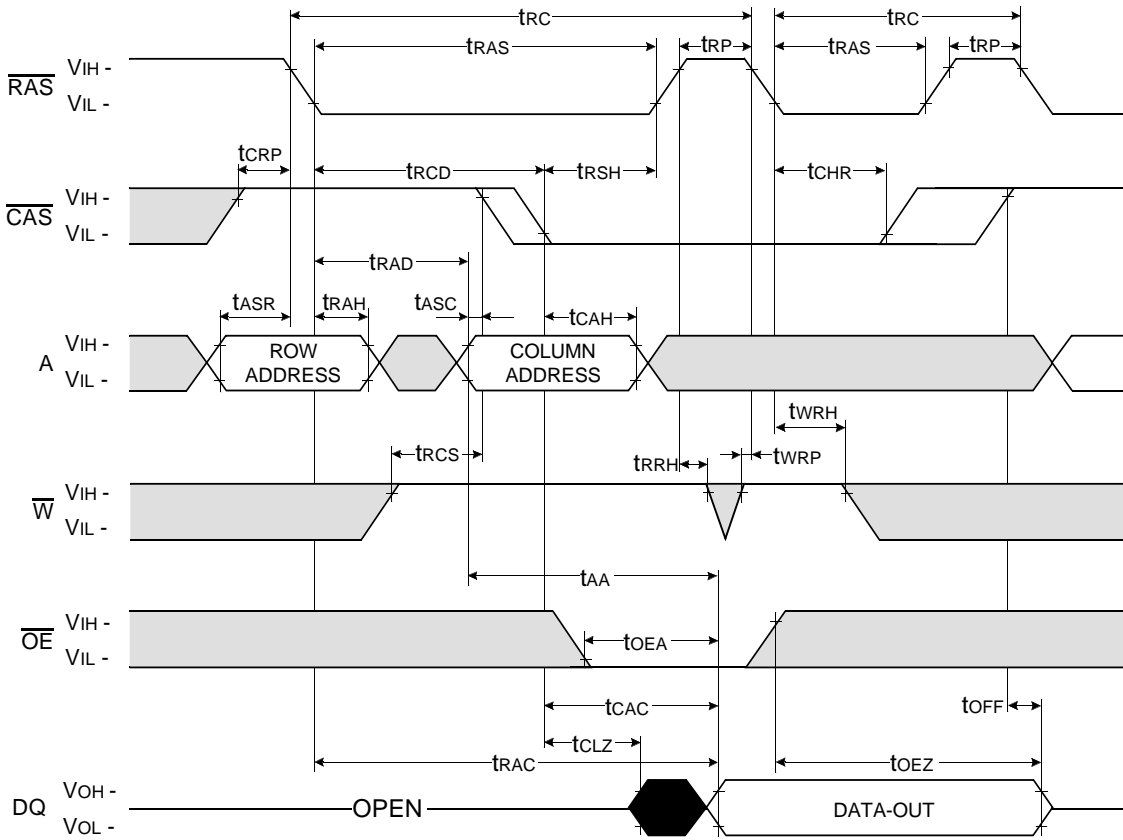 tRC tRC
tRAS tRP tRAS tRP
RAS VIH -
VIL -
tCRP tRCD tRSH tCHR
CAS VIH -
VIL -
tRAD
tASR tRAH tASC tCAH
A VIH -
VIL -
ROW
ADDRESS
COLUMN
ADDRESS
tWRH
tRCS tRRH tWRP
W VIH -
VIL -
tAA
OE VIH -
VIL -
tOEA
tCAC tOFF
tCLZ
tRAC tOEZ
DQ VOH -
VOL -
OPEN DATA-OUT